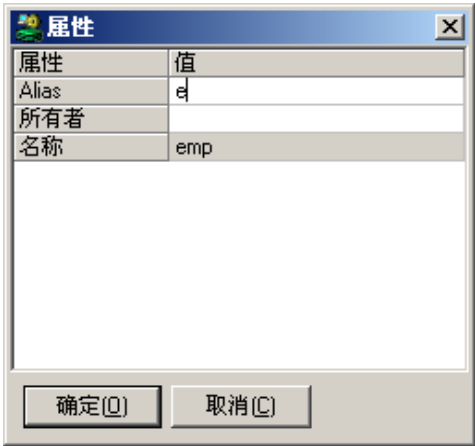 属性
属性 值
Alias e
所有者
名称 emp
确定(O) 取消(C)